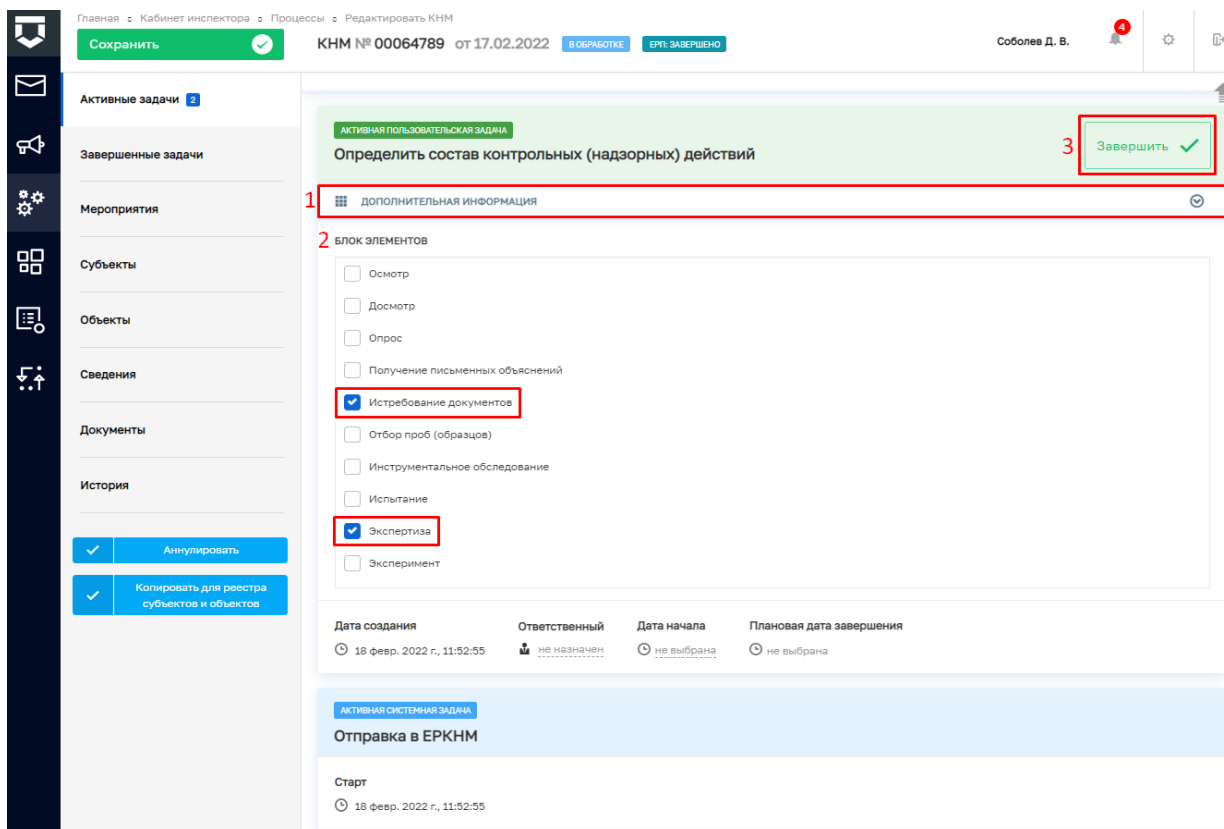 Главная Кабинет инспектора Процессы Редактировать КНМ
Сохранить
КНМ № 00064789 от 17.02.2022 В ОБРАБОТКЕ ЕРП: ЗАВЕРШЕНО
Соболев Д. В.
4
Активные задачи 2
Завершенные задачи
Мероприятия
Субъекты
Объекты
Сведения
Документы
История
Аннулировать
Копировать для реестра
субъектов и объектов
АКТИВНАЯ ПОЛЬЗОВАТЕЛЬСКАЯ ЗАДАЧА
Определить состав контрольных (надзорных) действий
3 Завершить
1 ДОПОЛНИТЕЛЬНАЯ ИНФОРМАЦИЯ
2 БЛОК ЭЛЕМЕНТОВ
Осмотр
Досмотр
Опрос
Получение письменных объяснений
Истребование документов
Отбор проб (образцов)
Инструментальное обследование
Испытание
Экспертиза
Эксперимент
Дата создания Ответственный Дата начала Плановая дата завершения
18 февр. 2022 г., 11:52:55 не назначен не выбрана не выбрана
АКТИВНАЯ СИСТЕМНАЯ ЗАДАЧА
Отправка в ЕРКНМ
Старт
18 февр. 2022 г., 11:52:55